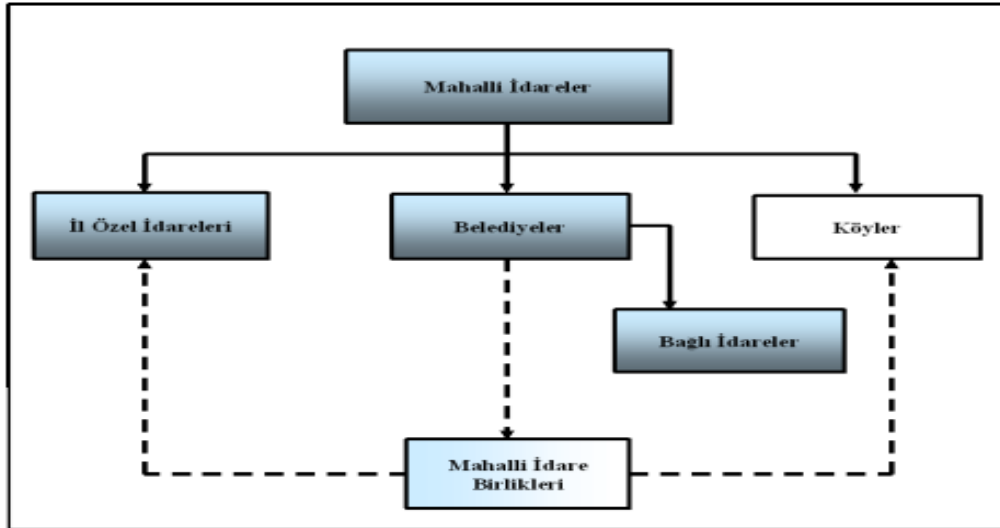 Mahalli İdareler
İl Özel İdareleri
Belediyeler
Köyler
Bağlı İdareler
Mahalli İdare
Birlikleri